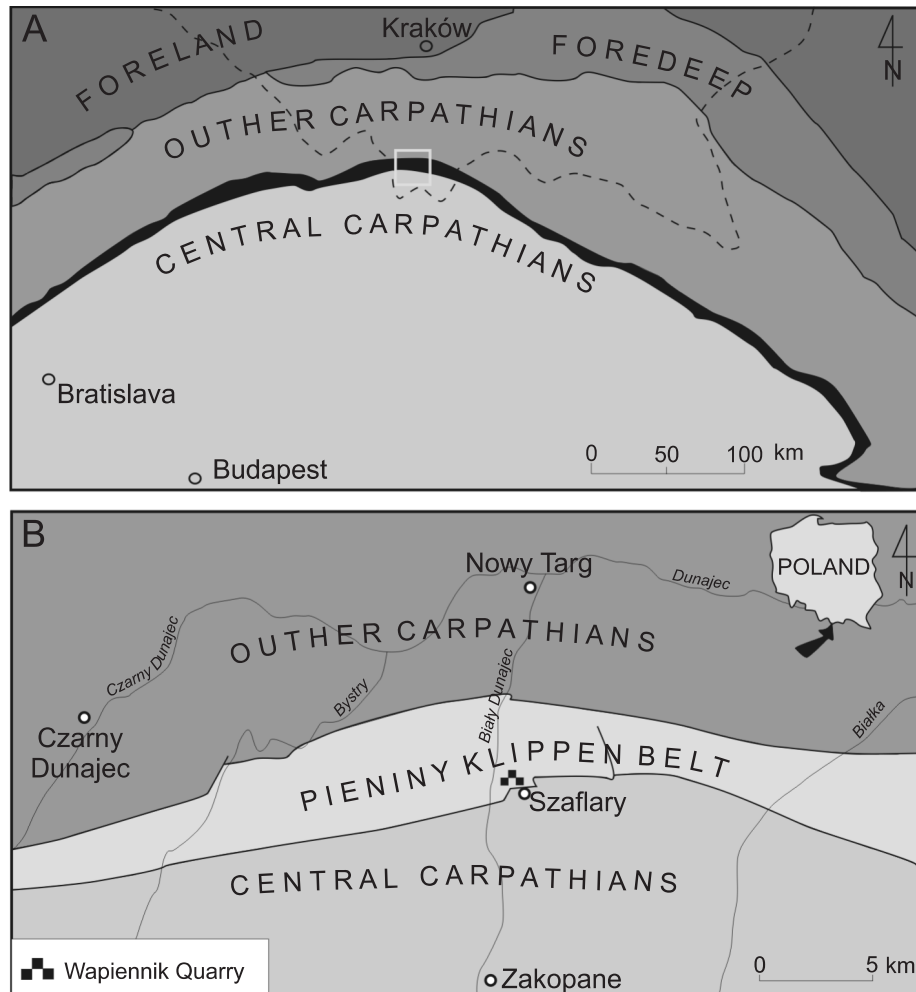 A
Kraków
FORELAND
FOREDEEP
N
OUTHER CARPATHIANS
CENTRAL CARPATHIANS
Bratislava
Budapest
0 50 100 km
B
Nowy Targ
Dunajec
POLAND
N
OUTHER CARPATHIANS
Czarny Dunajec
Bystry
Biały Dunajec
Białka
Czarny
Dunajec
PIENINY KLIPPEN BELT
Szaflary
CENTRAL CARPATHIANS
Wapiennik Quarry
Zakopane
0 5 km